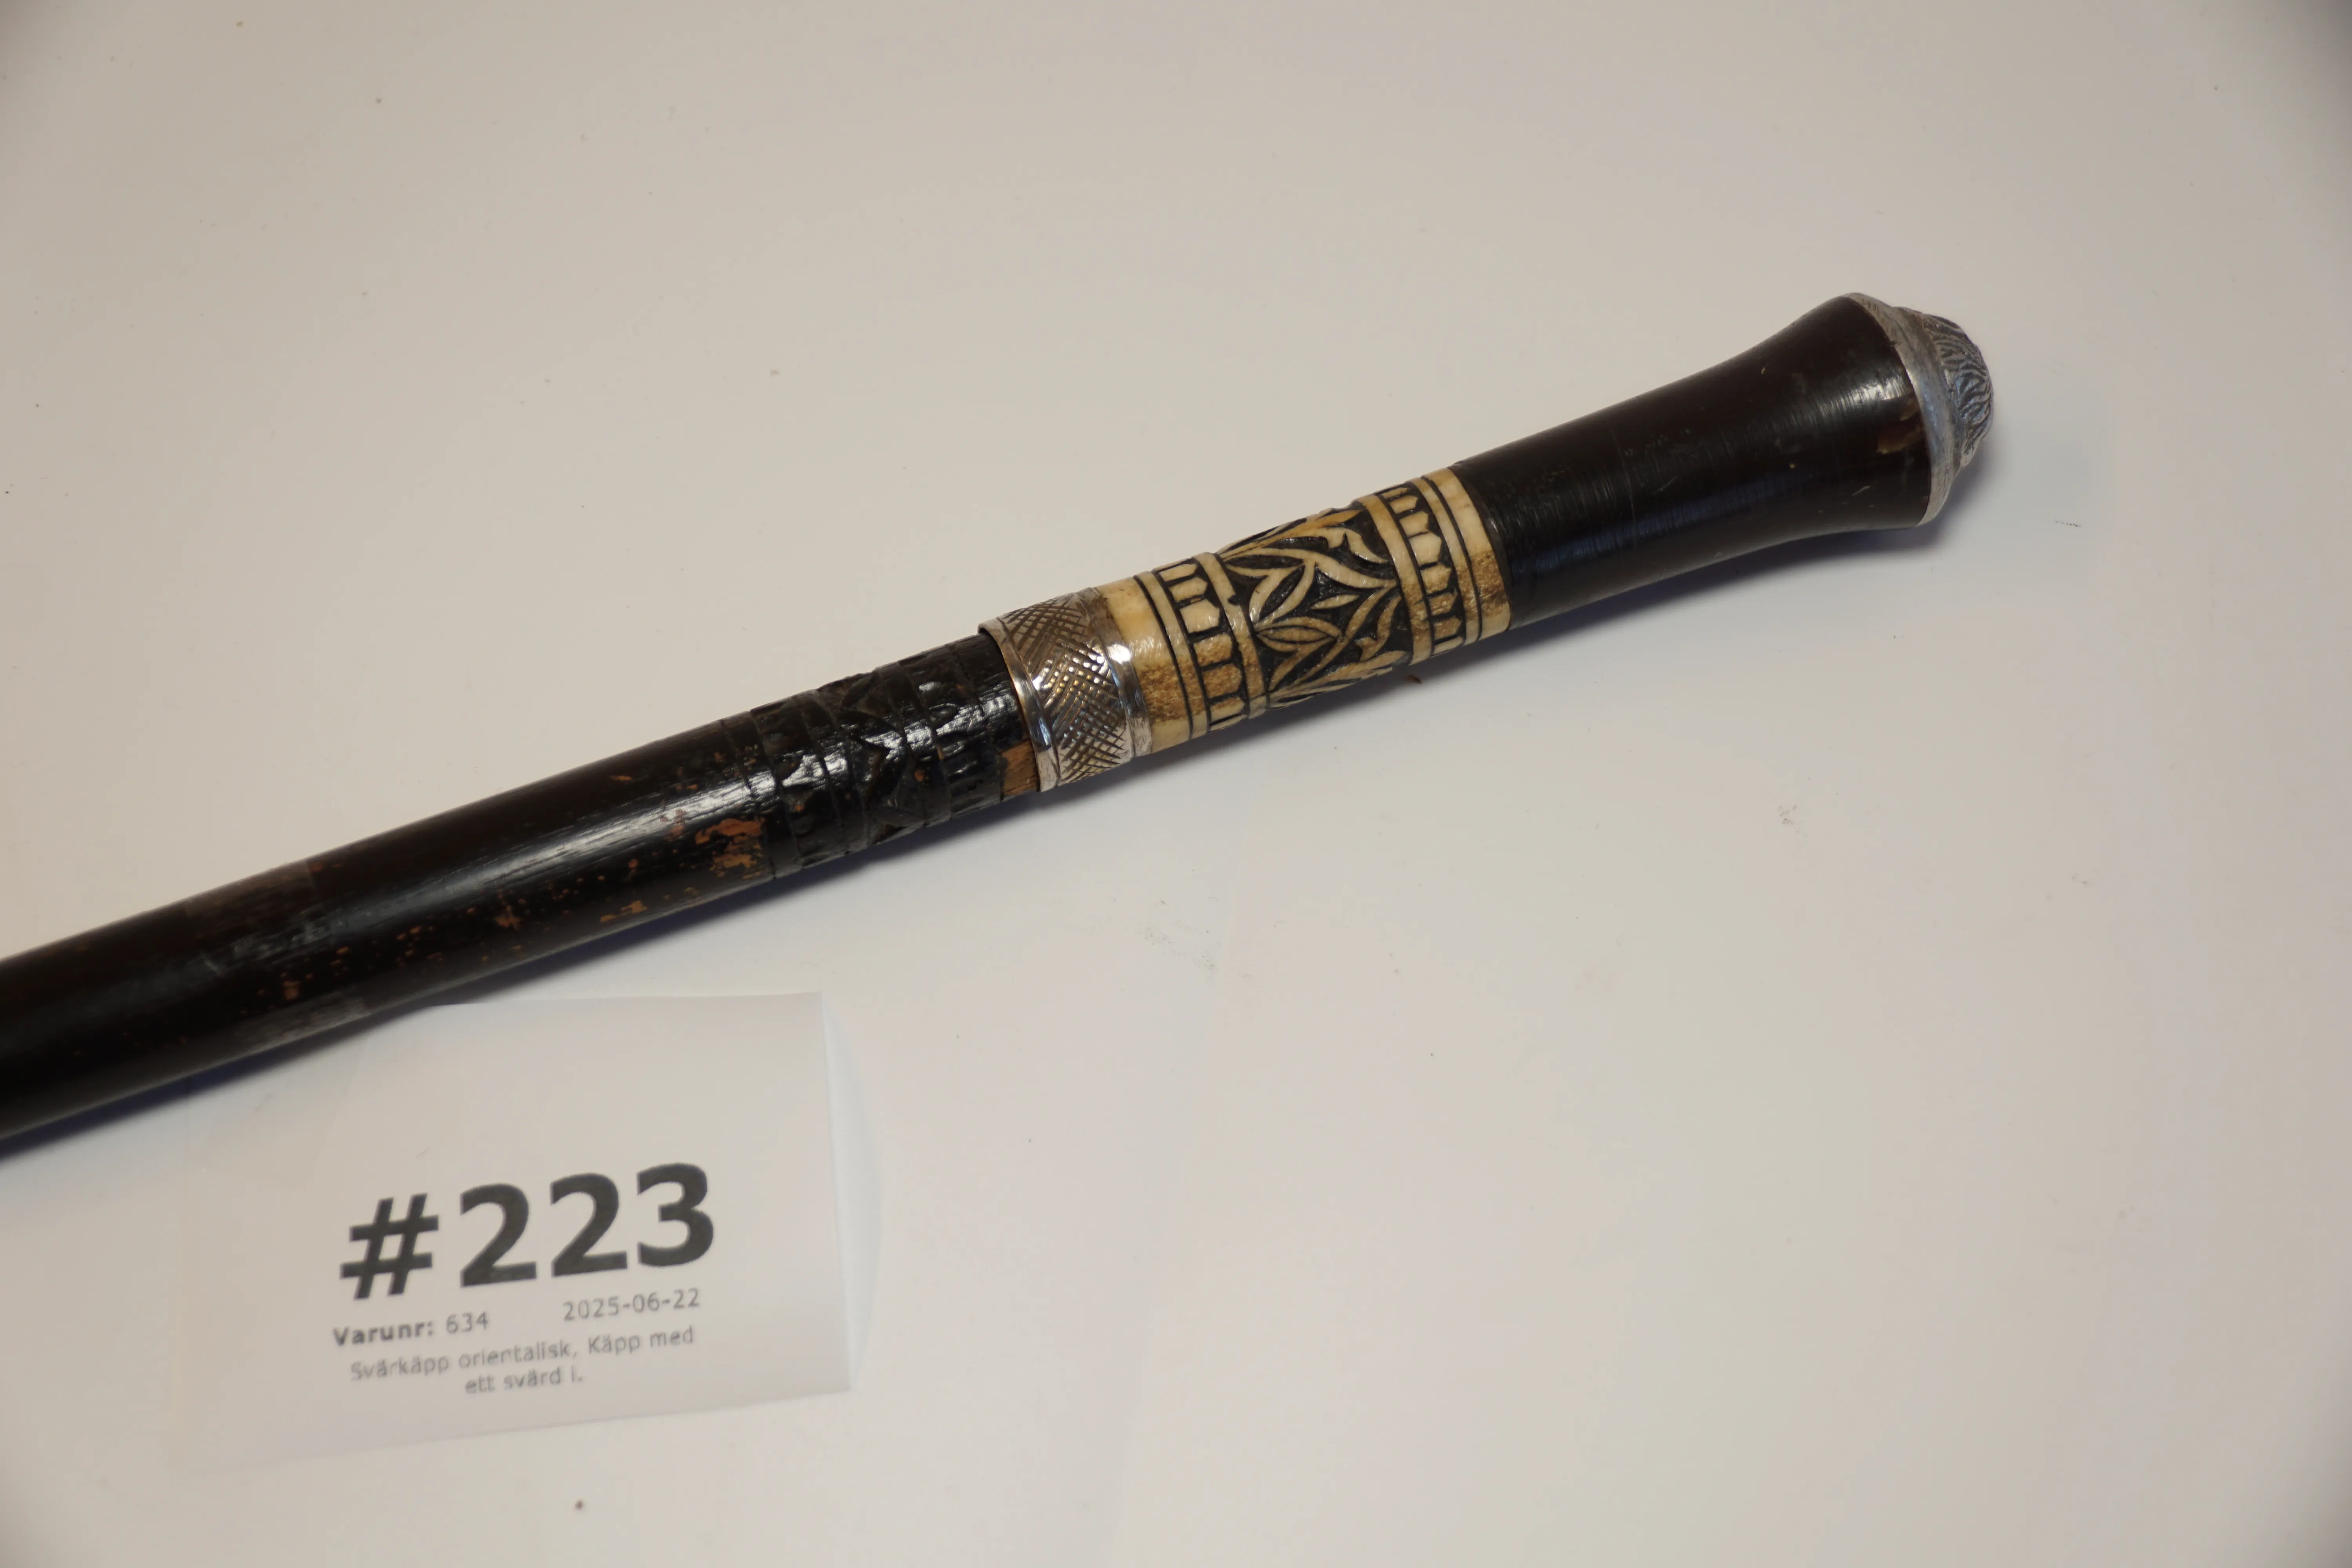 #223
Varunr: 634 2025-06-22
Svärkäpp orientalisk, Käpp med
ett svärd i.